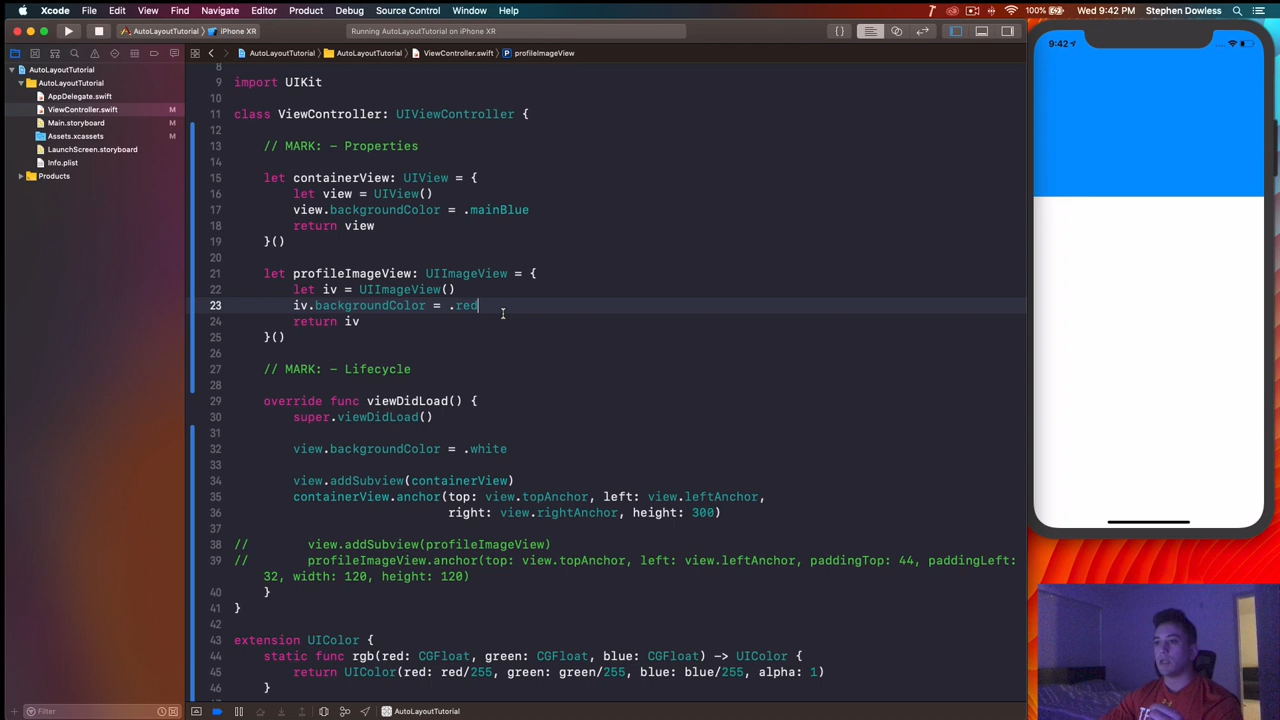 Xcode File Edit View Find Navigate Editor Product Debug Source Control Window Help 100% Wed 9:42 PM Stephen Dowless
AutoLayoutTutorial iPhone XR Running AutoLayoutTutorial on iPhone XR
AutoLayoutTutorial AutoLayoutTutorial ViewController.swift P profileImageView
AutoLayoutTutorial
AutoLayoutTutorial
AppDelegate.swift
ViewController.swift M
Main.storyboard M
Assets.xcassets M
LaunchScreen.storyboard
Info.plist
Products
8
9 import UIKit
10
11 class ViewController: UIViewController {
12
13 // MARK: - Properties
14
15 let containerView: UIView = {
16 let view = UIView()
17 view.backgroundColor = .mainBlue
18 return view
19 }()
20
21 let profileImageView: UIImageView = {
22 let iv = UIImageView()
23 iv.backgroundColor = .red
24 return iv
25 }()
26
27 // MARK: - Lifecycle
28
29 override func viewDidLoad() {
30 super.viewDidLoad()
31
32 view.backgroundColor = .white
33
34 view.addSubview(containerView)
35 containerView.anchor(top: view.topAnchor, left: view.leftAnchor,
36 right: view.rightAnchor, height: 300)
37
38 // view.addSubview(profileImageView)
39 // profileImageView.anchor(top: view.topAnchor, left: view.leftAnchor, paddingTop: 44, paddingLeft:
32, width: 120, height: 120)
40 }
41 }
42
43 extension UIColor {
44 static func rgb(red: CGFloat, green: CGFloat, blue: CGFloat) -> UIColor {
45 return UIColor(red: red/255, green: green/255, blue: blue/255, alpha: 1)
46 }
Filter
AutoLayoutTutorial
9:42